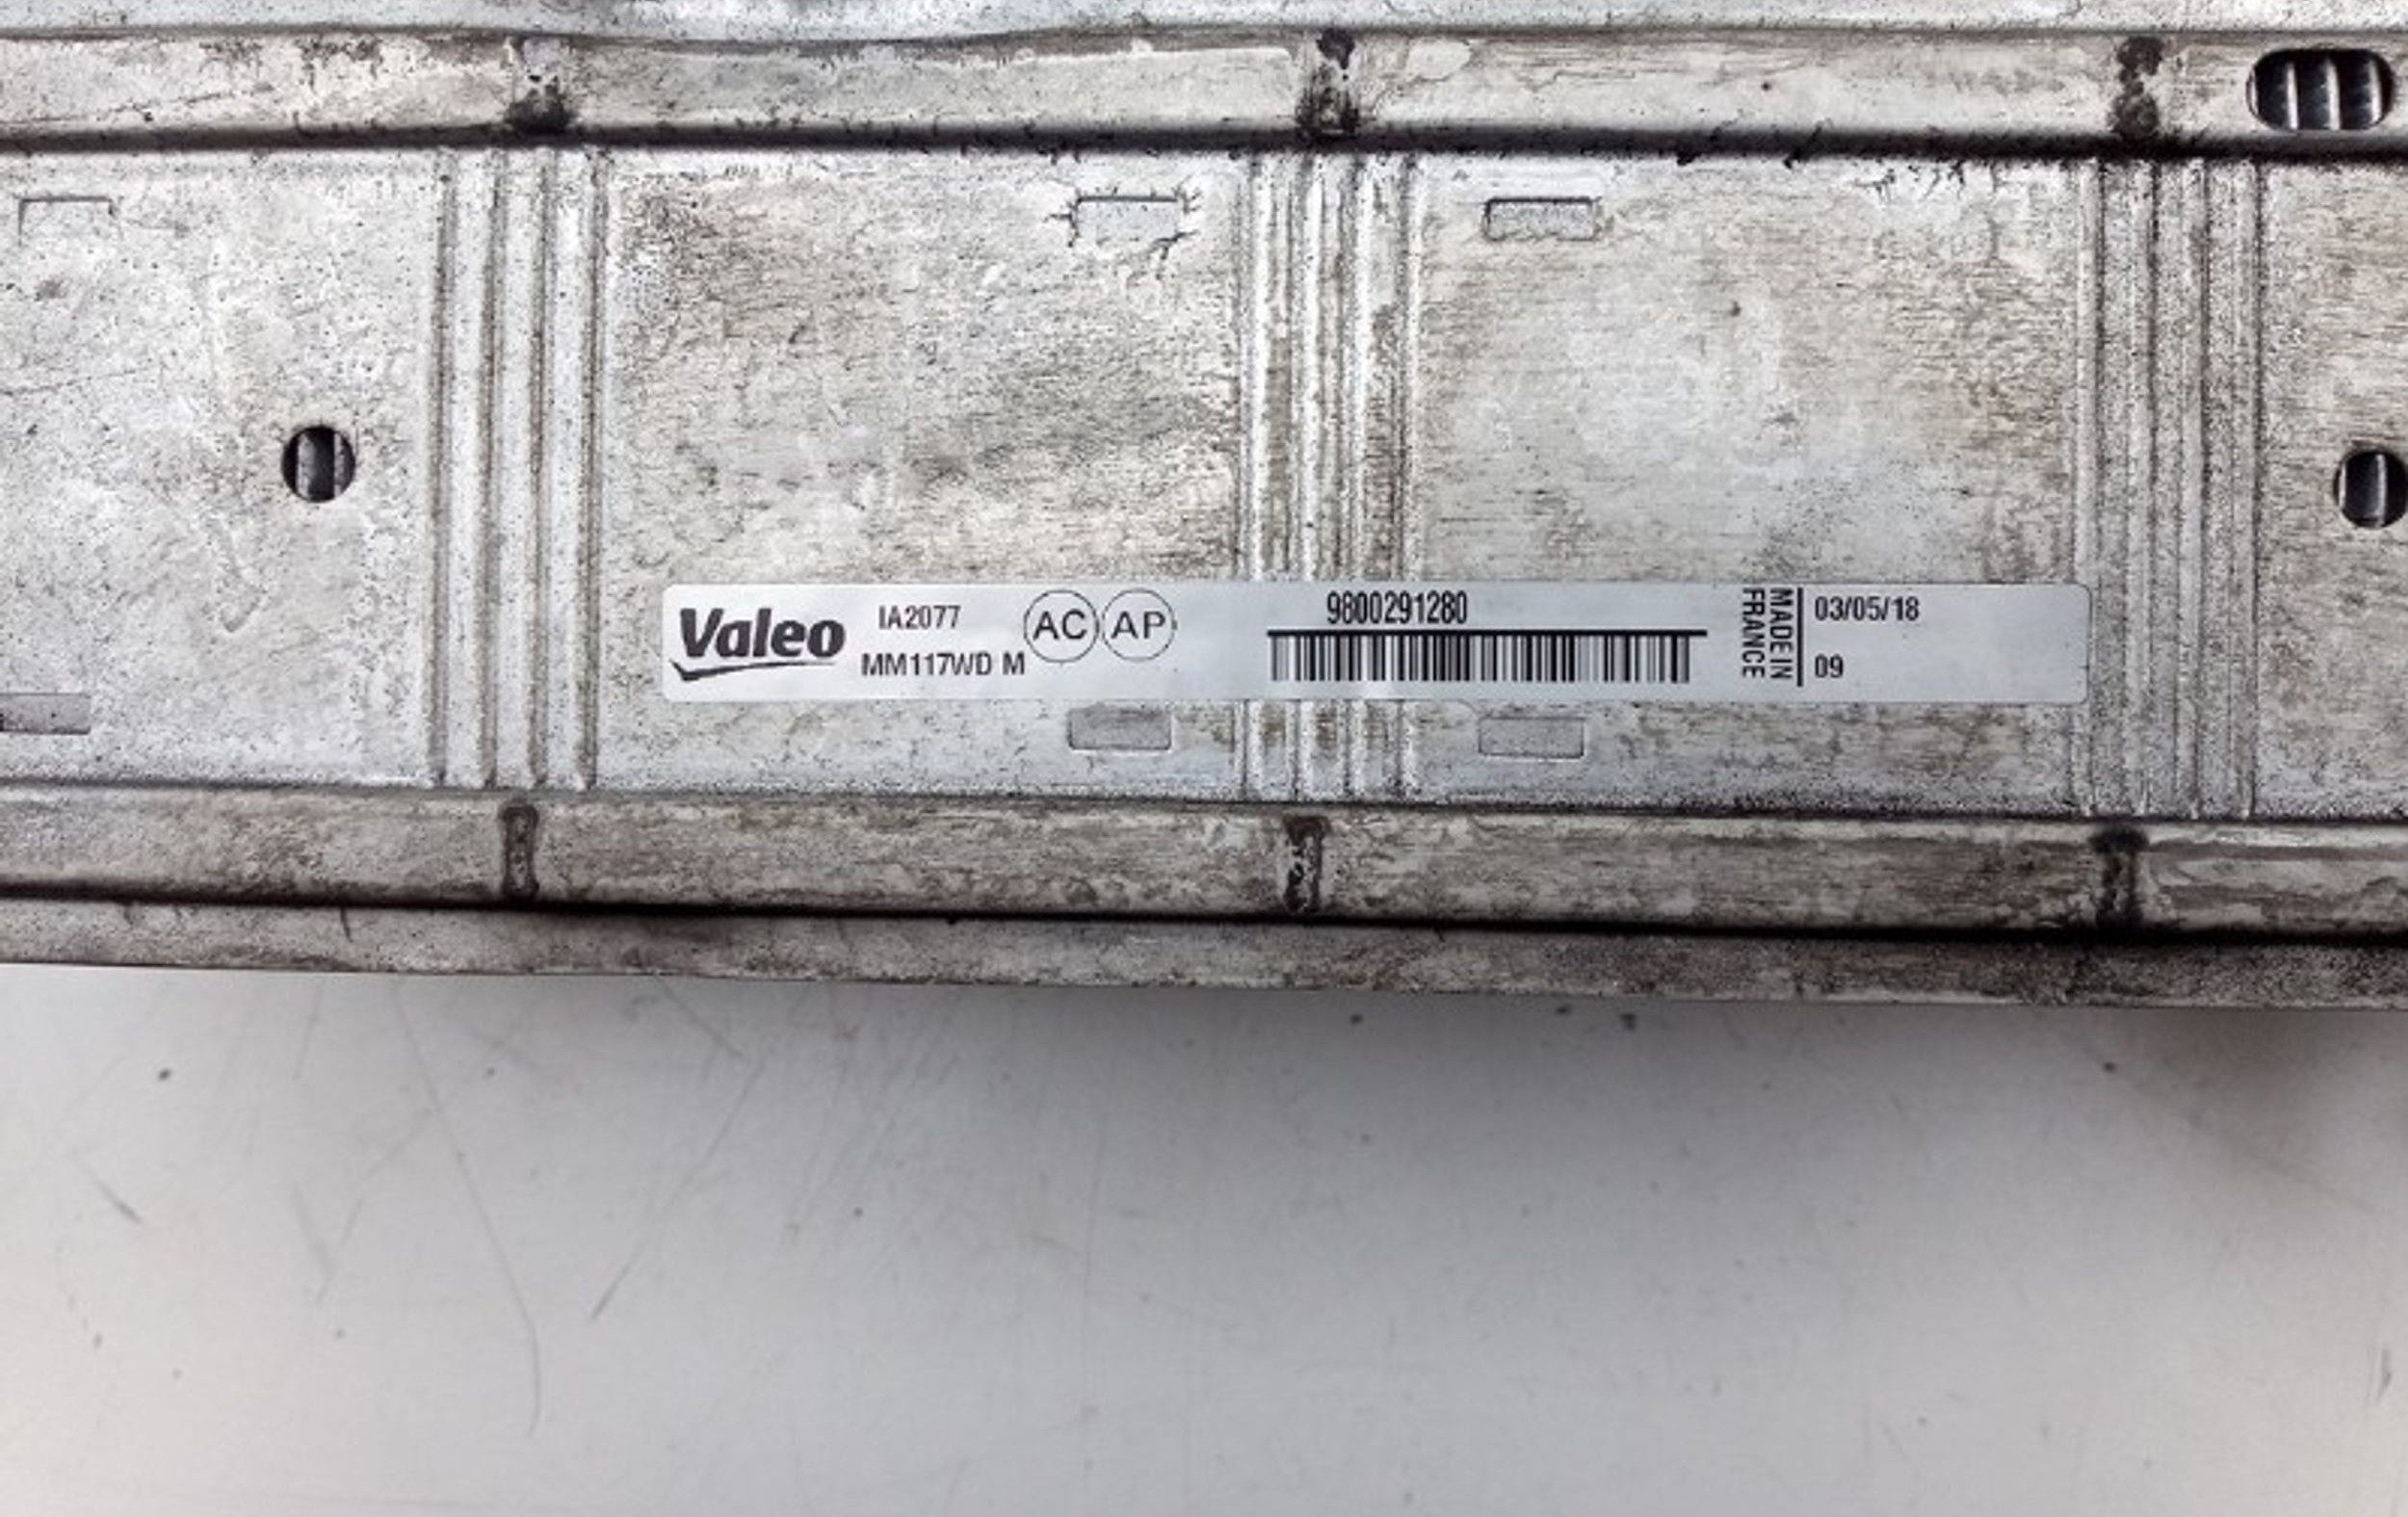 Valeo
IA2077
MM117WD M
AC AP
9800291280
MADE IN
FRANCE
03/05/18
09